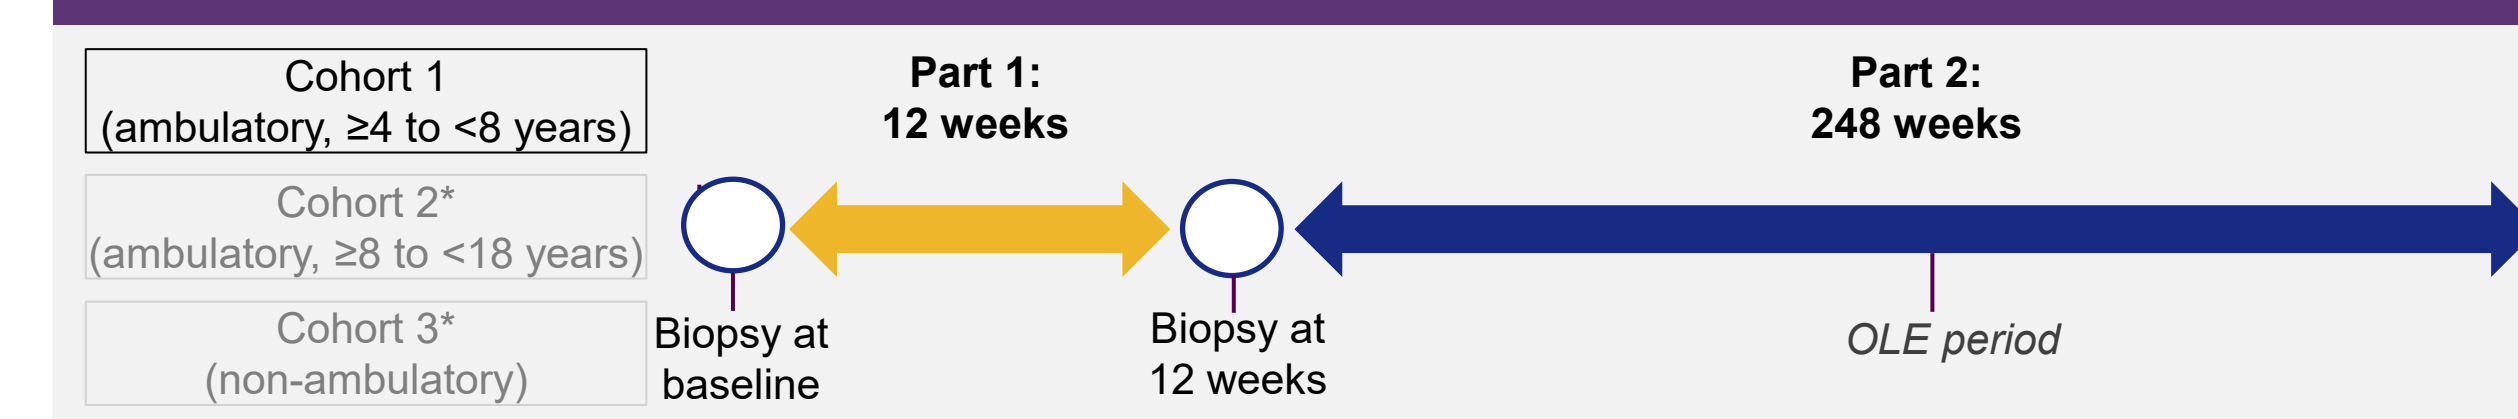 Cohort 1
(ambulatory, ≥4 to <8 years)
Cohort 2*
(ambulatory, ≥8 to <18 years)
Cohort 3*
(non-ambulatory)
Part 1:
12 weeks
Part 2:
248 weeks
Biopsy at
baseline
Biopsy at
12 weeks
OLE period